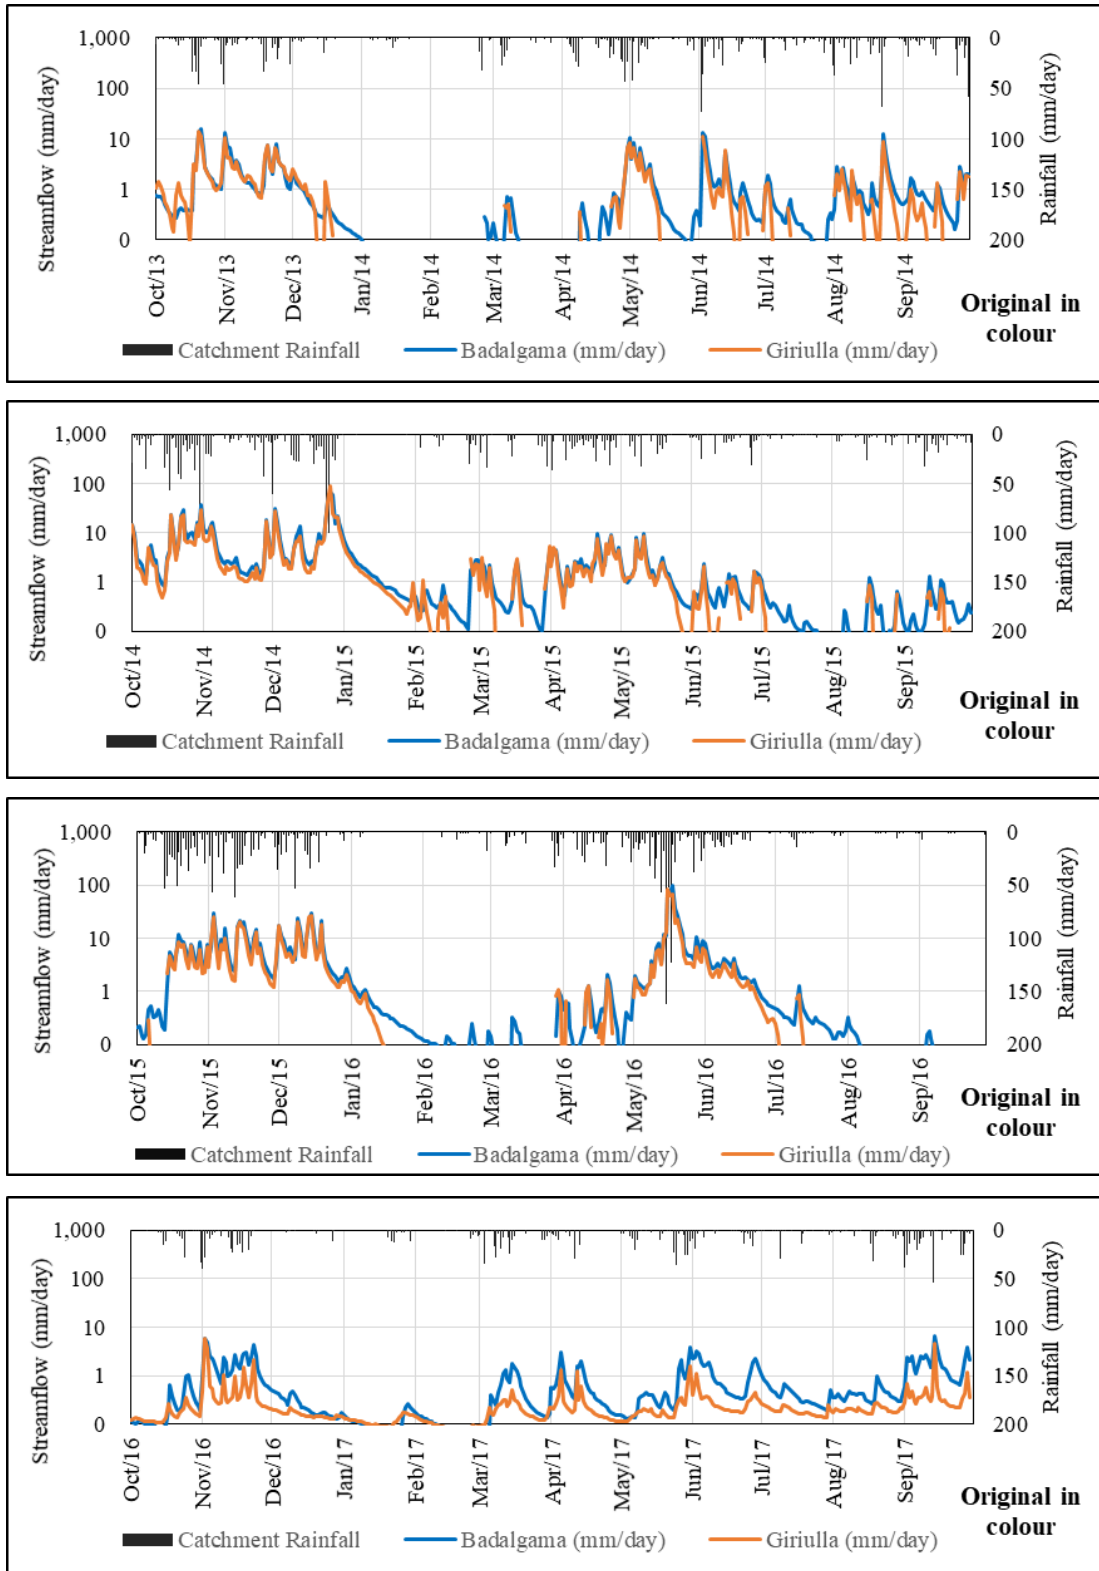 1,000
100
10
1
0
Streamflow (mm/day)
0
50
100
150
200
Rainfall (mm/day)
Oct/13
Nov/13
Dec/13
Jan/14
Feb/14
Mar/14
Apr/14
May/14
Jun/14
Jul/14
Aug/14
Sep/14
Original in
colour
Catchment Rainfall
Badalgama (mm/day)
Giriulla (mm/day)
1,000
100
10
1
0
Streamflow (mm/day)
0
50
100
150
200
Rainfall (mm/day)
Oct/14
Nov/14
Dec/14
Jan/15
Feb/15
Mar/15
Apr/15
May/15
Jun/15
Jul/15
Aug/15
Sep/15
Original in
colour
Catchment Rainfall
Badalgama (mm/day)
Giriulla (mm/day)
1,000
100
10
1
0
Streamflow (mm/day)
0
50
100
150
200
Rainfall (mm/day)
Oct/15
Nov/15
Dec/15
Jan/16
Feb/16
Mar/16
Apr/16
May/16
Jun/16
Jul/16
Aug/16
Sep/16
Original in
colour
Catchment Rainfall
Badalgama (mm/day)
Giriulla (mm/day)
1,000
100
10
1
0
Streamflow (mm/day)
0
50
100
150
200
Rainfall (mm/day)
Oct/16
Nov/16
Dec/16
Jan/17
Feb/17
Mar/17
Apr/17
May/17
Jun/17
Jul/17
Aug/17
Sep/17
Original in
colour
Catchment Rainfall
Badalgama (mm/day)
Giriulla (mm/day)